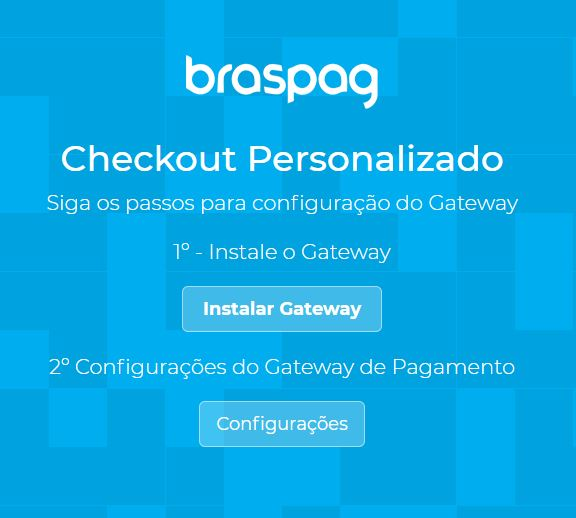 braspag
Checkout Personalizado
Siga os passos para configuração do Gateway
1º - Instale o Gateway
Instalar Gateway
2º Configurações do Gateway de Pagamento
Configurações